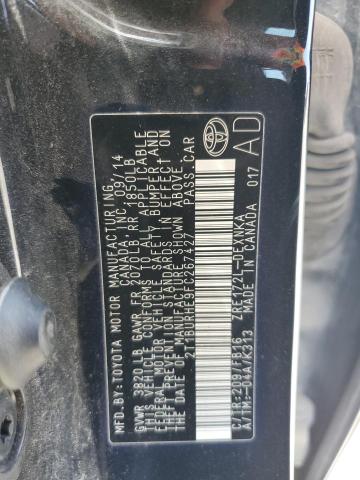 MFD.BY:TOYOTA MOTOR MANUFACTURING,
CANADA INC. 09/14
GVWR 3820LB GAWR FR 2070LB RR 1850LB
THIS VEHICLE CONFORMS TO ALL APPLICABLE
FEDERAL MOTOR VEHICLE SAFETY, BUMPER AND
THEFT PREVENTION STANDARDS IN EFFECT ON
THE DATE OF MANUFACTURE SHOWN ABOVE.
2T1BURHE9FC267427 PASS.CAR
C/TR:209/FB16 ZRE172L-DEXNKA
A/TM:-04A/K313 MADE IN CANADA 017
AD